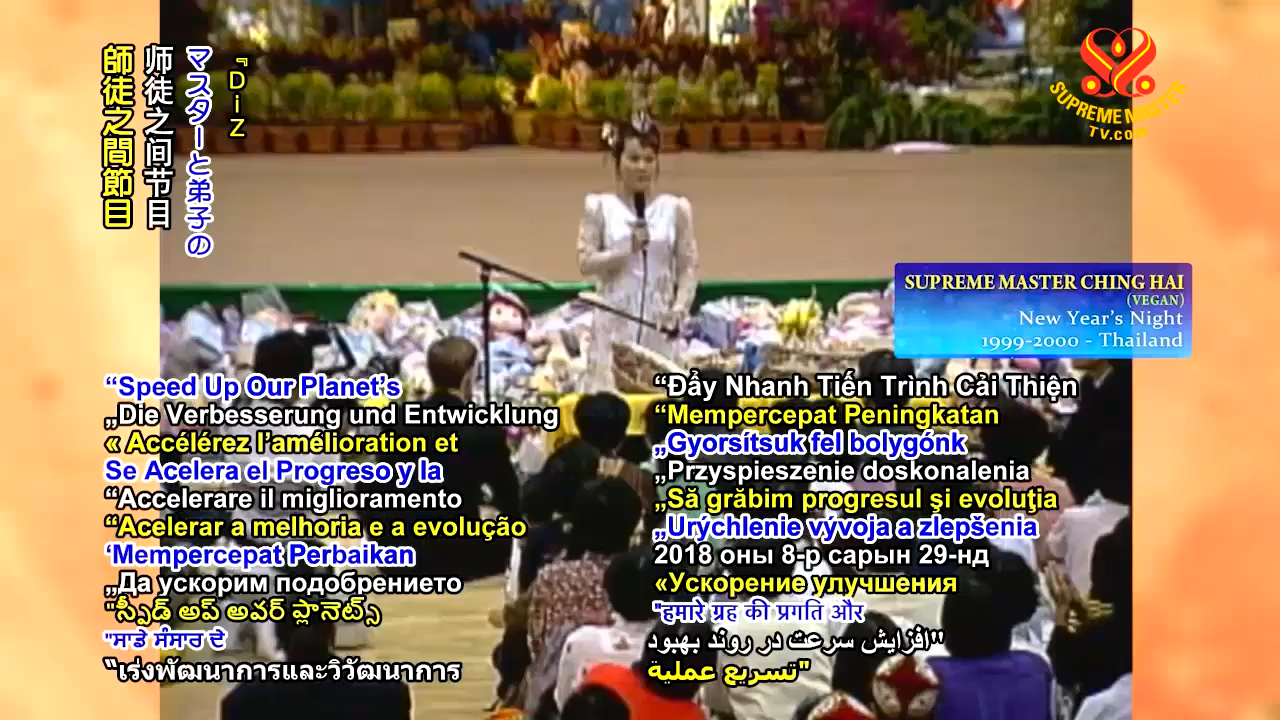 『D-i-Z
マスターと弟子の
师徒之间节目
師徒之間節目
SUPREME MASTER
TV.COM
SUPREME MASTER CHING HAI
(VEGAN)
New Year's Night
1999-2000 - Thailand
“Speed Up Our Planet’s
„Die Verbesserung und Entwicklung
« Accélérez l’amélioration et
Se Acelera el Progreso y la
“Accelerare il miglioramento
“Acelerar a melhoria e a evolução
‘Mempercepat Perbaikan
„Да ускорим подобрението
"స్పీడ్ అప్ అవర్ ప్లానెట్స్
"ਸਾਡੇ ਸੰਸਾਰ ਦੇ
“เร่งพัฒนาการและวิวัฒนาการ
“Đẩy Nhanh Tiến Trình Cải Thiện
“Mempercepat Peningkatan
„Gyorsítsuk fel bolygónk
„Przyspieszenie doskonalenia
„Să grăbim progresul şi evoluţia
„Urýchlenie vývoja a zlepšenia
2018 оны 8-р сарын 29-нд
«Ускорение улучшения
"हमारे ग्रह की प्रगति और
"افزایش سرعت در روند بهبود
"تسريع عملية